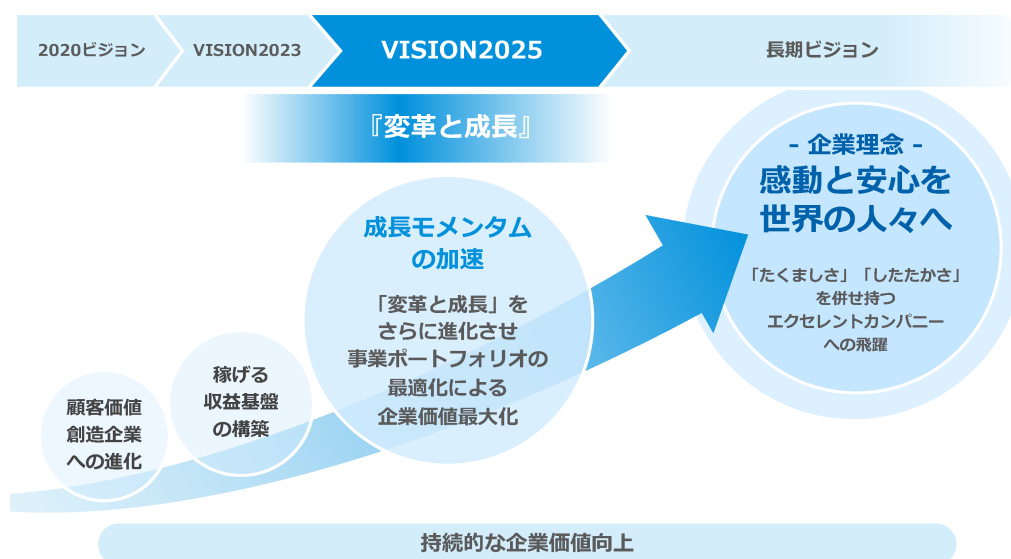 2020ビジョン
VISION2023
VISION2025
長期ビジョン
『変革と成長』
- 企業理念 -
感動と安心を
世界の人々へ
「たくましさ」「したたかさ」
を併せ持つ
エクセレントカンパニー
への飛躍
成長モメンタム
の加速
「変革と成長」を
さらに進化させ
事業ポートフォリオの
最適化による
企業価値最大化
稼げる
収益基盤
の構築
顧客価値
創造企業
への進化
持続的な企業価値向上